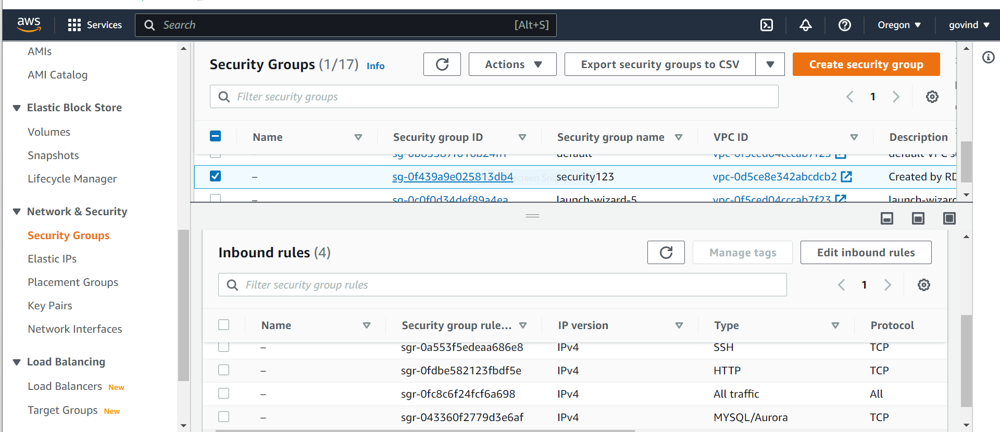 aws Services Search [Alt+S] Oregon govind
AMIs
AMI Catalog
Elastic Block Store
Volumes
Snapshots
Lifecycle Manager
Network & Security
Security Groups
Elastic IPs
Placement Groups
Key Pairs
Network Interfaces
Load Balancing
Load Balancers New
Target Groups New
Security Groups (1/17) Info Actions Export security groups to CSV Create security group
Filter security groups 1
Name Security group ID Security group name VPC ID Description
default vpc-0f5ced04cccab7f23 default VPC
– sg-0f439a9e025813db4 security123 vpc-0d5ce8e342abcdcb2 Created by RD
– sg-0c0f0d34def89a4ea launch-wizard-5 vpc-0f5ced04cccab7f23 launch-wizard
Inbound rules (4) Manage tags Edit inbound rules
Filter security group rules 1
Name Security group rule... IP version Type Protocol
– sgr-0a553f5edeaa686e8 IPv4 SSH TCP
– sgr-0fdbe582123fbdf5e IPv4 HTTP TCP
– sgr-0fc8c6f24fcf6a698 IPv4 All traffic All
– sgr-043360f2779d3e6af IPv4 MYSQL/Aurora TCP